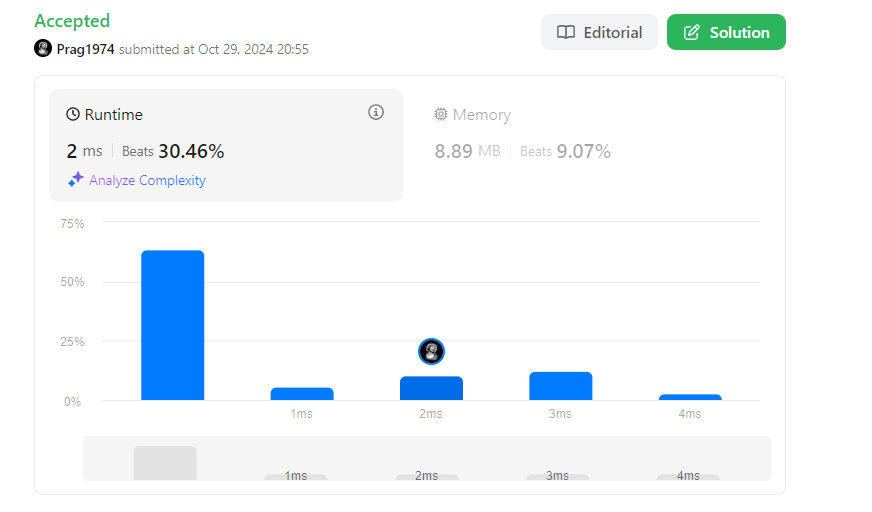 Accepted
Editorial
Solution
Prag1974 submitted at Oct 29, 2024 20:55
Runtime
Memory
2 ms Beats 30.46%
8.89 MB Beats 9.07%
Analyze Complexity
75%
50%
25%
0%
1ms 2ms 3ms 4ms
1ms 2ms 3ms 4ms